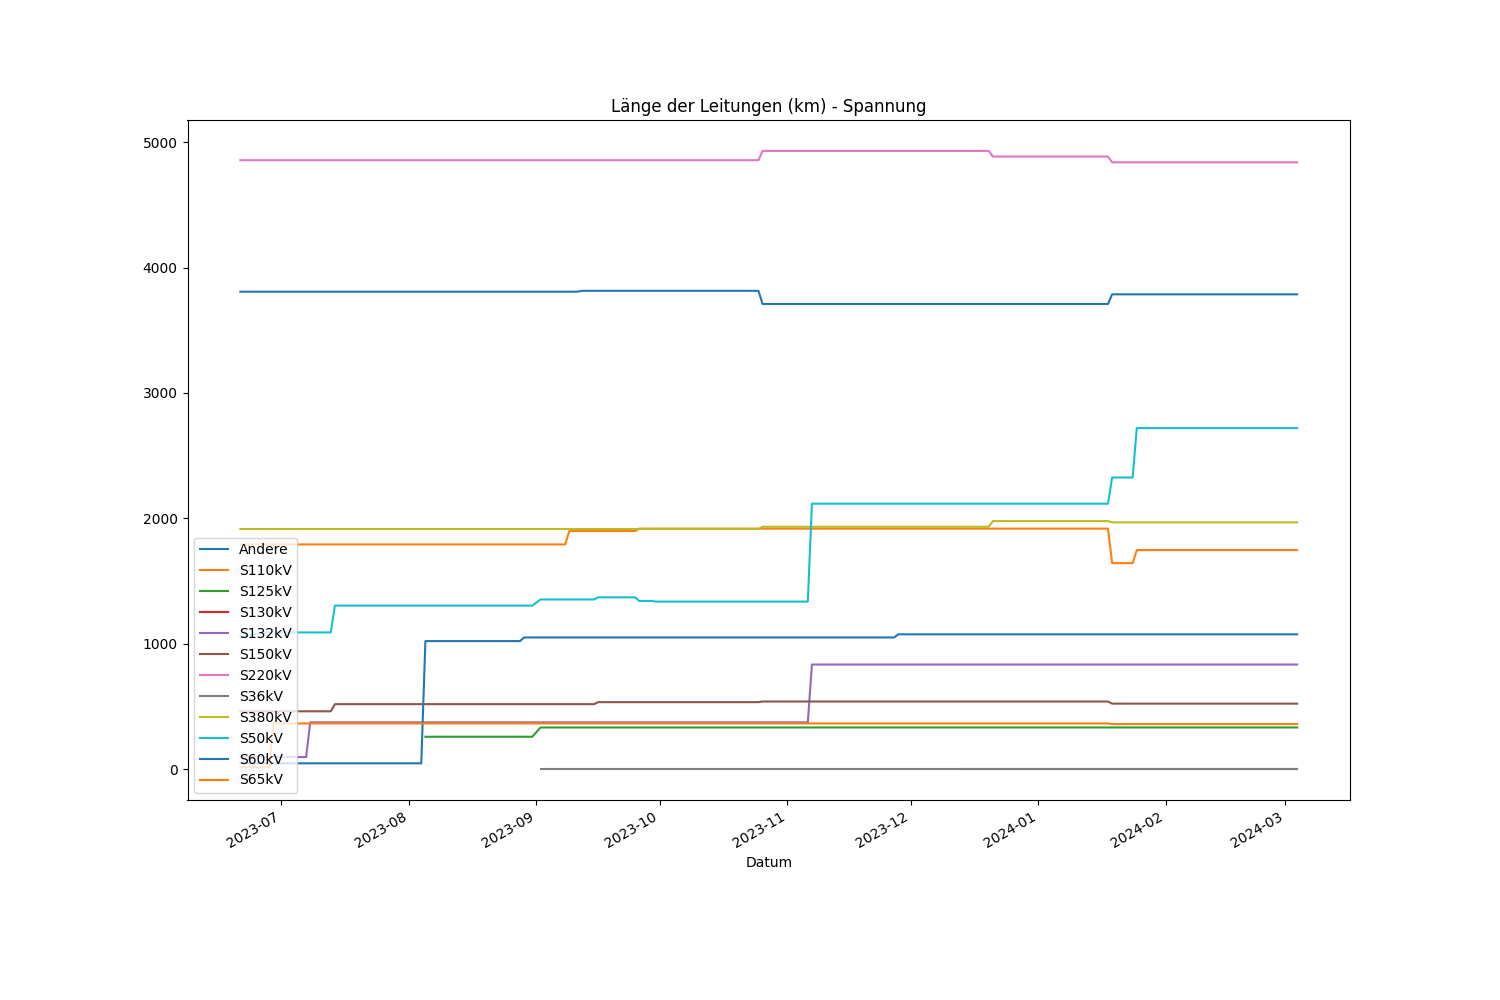 Länge der Leitungen (km) - Spannung
5000
4000
3000
2000
1000
0
Andere
S110kV
S125kV
S130kV
S132kV
S150kV
S220kV
S36kV
S380kV
S50kV
S60kV
S65kV
2023-07
2023-08
2023-09
2023-10
2023-11
2023-12
2024-01
2024-02
2024-03
Datum